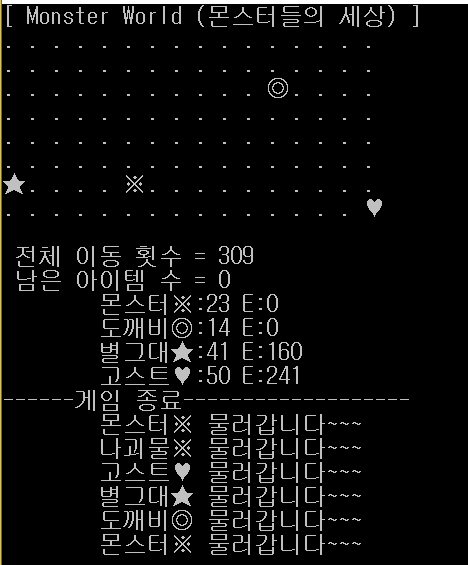 [ Monster World (몬스터들의 세상) ]
. . . . . . . . . . . . . . . .
. . . . . . . . . . . . . . . .
. . . . . . . . . . . ◎. . . .
. . . . . . . . . . . . . . . .
. . . . . . . . . . . . . . . .
. . . . . . . . . . . . . . . .
★. . . . ※. . . . . . . . . .
. . . . . . . . . . . . . . . ♥
전체 이동 횟수 = 309
남은 아이템 수 = 0
몬스터※:23 E:0
도깨비◎:14 E:0
별그대★:41 E:160
고스트♥:50 E:241
------게임 종료-------------------
몬스터※ 물러갑니다~~~
나괴물※ 물러갑니다~~~
고스트♥ 물러갑니다~~~
별그대★ 물러갑니다~~~
도깨비◎ 물러갑니다~~~
몬스터※ 물러갑니다~~~